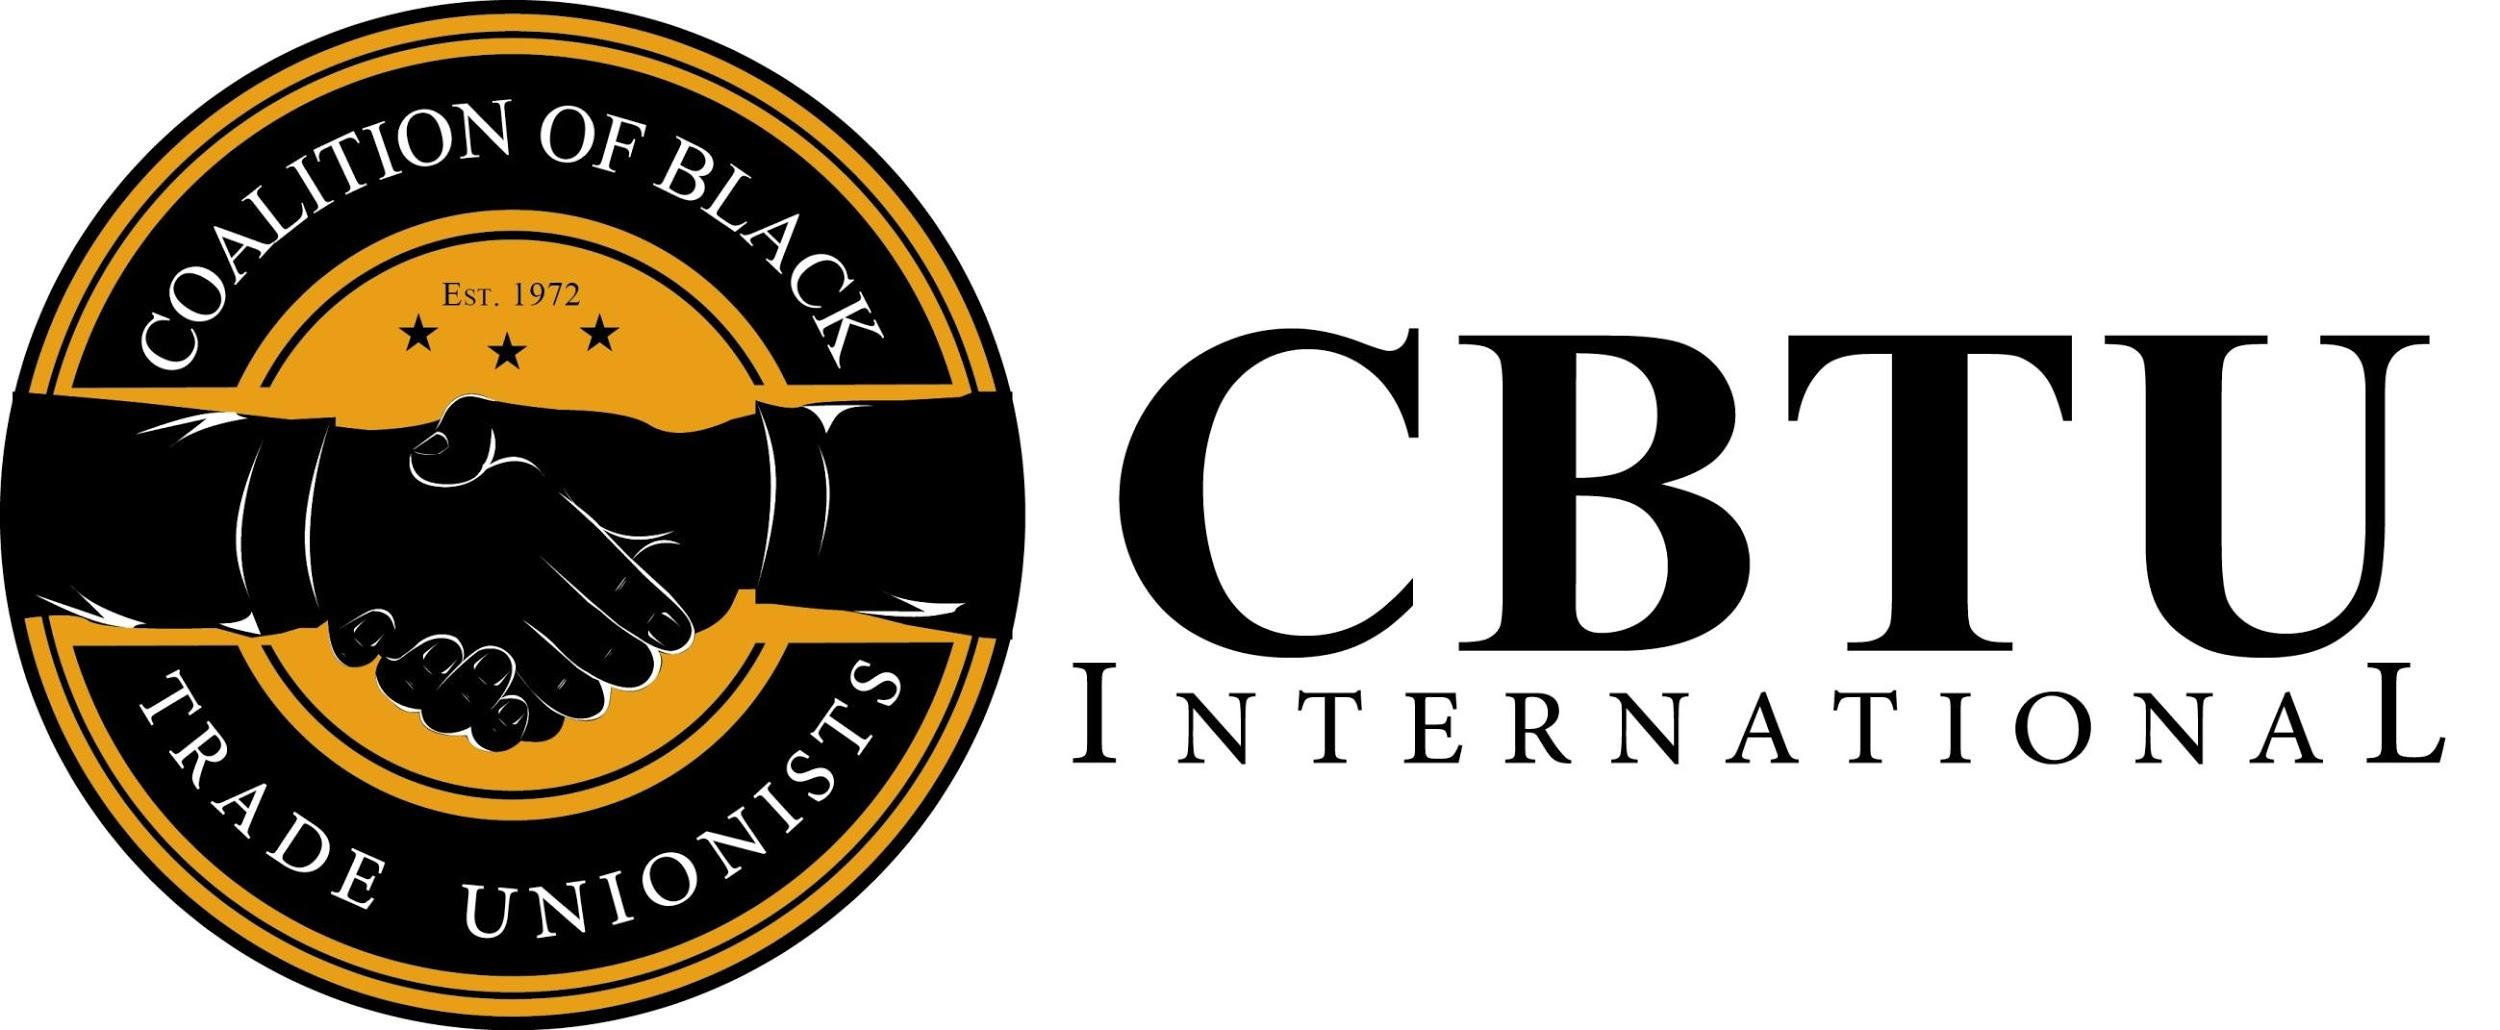 COALITION OF BLACK
EST. 1972
TRADE UNIONISTS
CBTU
INTERNATIONAL